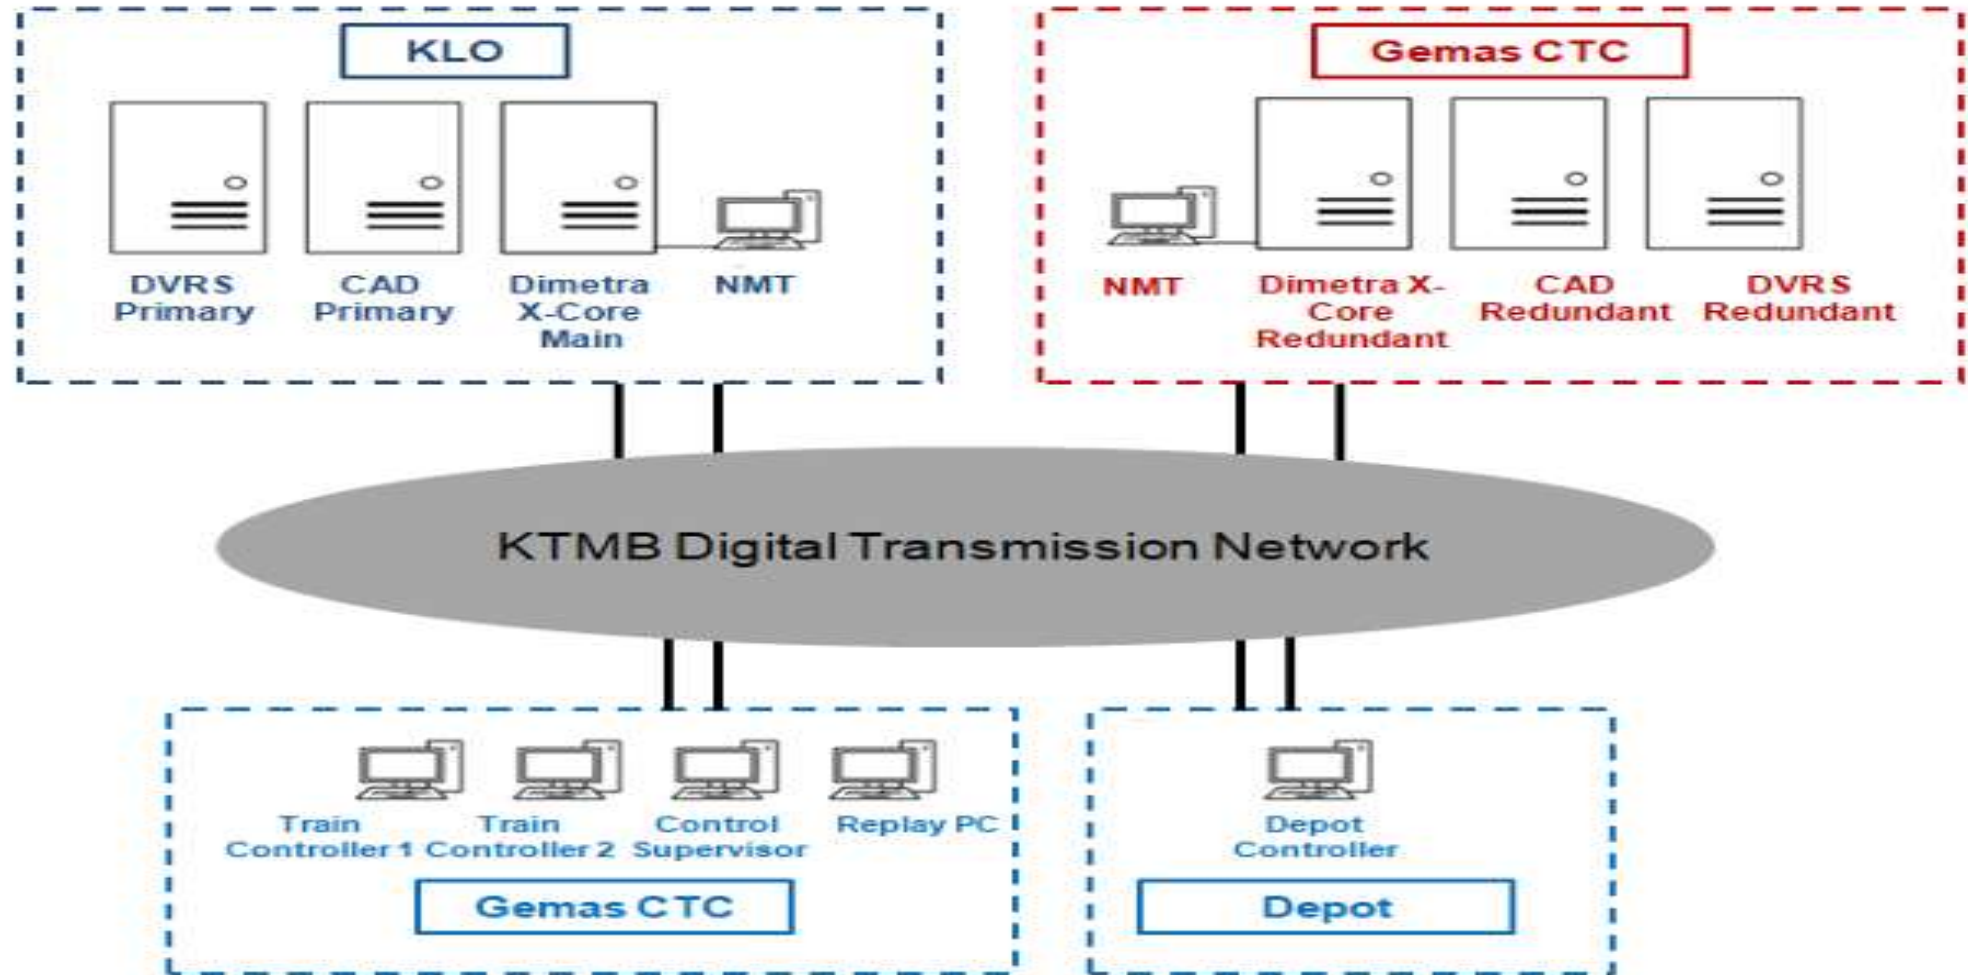 KLO
DVRS
Primary
CAD
Primary
Dimetra
X-Core
Main
NMT
Gemas CTC
NMT
Dimetra X-
Core
Redundant
CAD
Redundant
DVRS
Redundant
KTMB Digital Transmission Network
Train
Controller 1
Train
Controller 2
Control
Supervisor
Replay PC
Gemas CTC
Depot
Controller
Depot